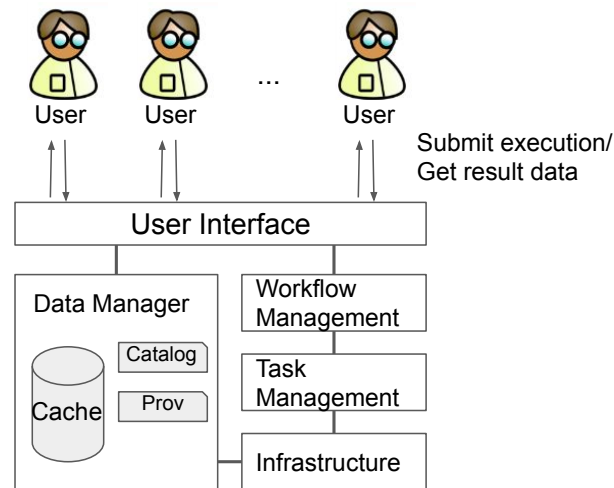 User
User
...
User
Submit execution/
Get result data
User Interface
Data Manager
Catalog
Prov
Cache
Workflow
Management
Task
Management
Infrastructure